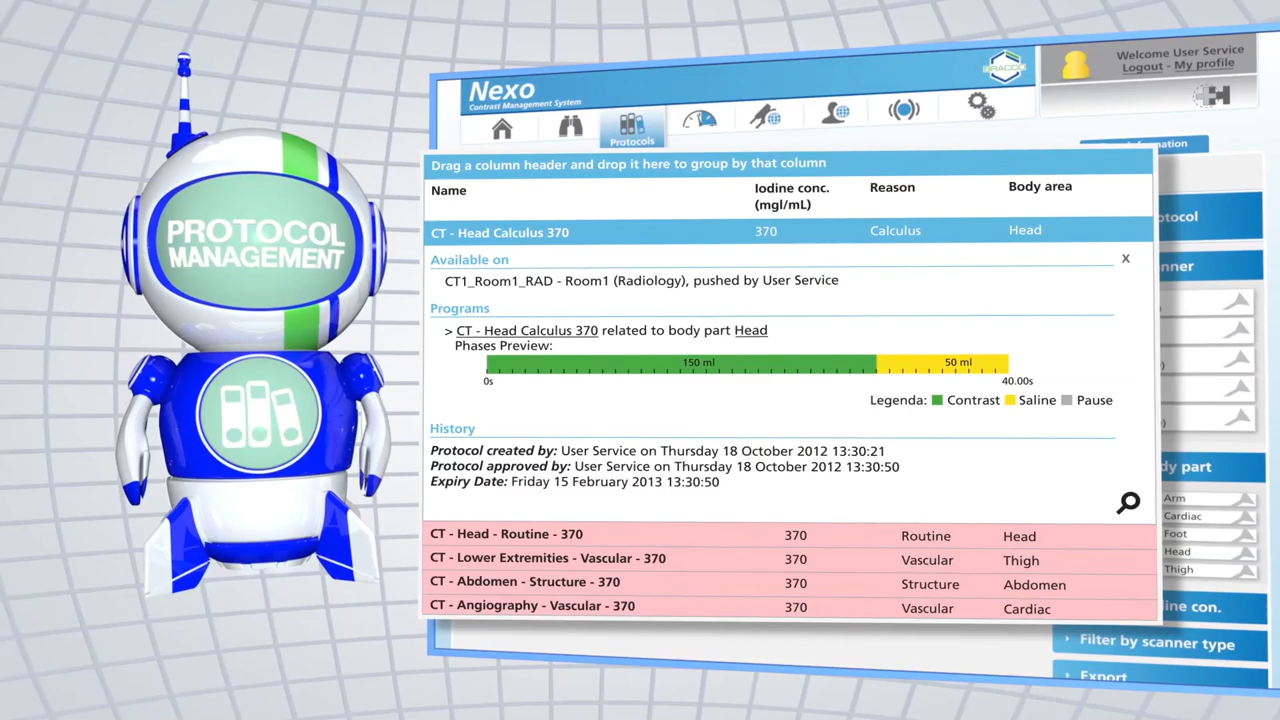 PROTOCOL
MANAGEMENT
Nexo
Contrast Management System
BRACCO
Welcome User Service
Logout - My profile
Protocols
Drag a column header and drop it here to group by that column
Name Iodine conc. (mgl/mL) Reason Body area
CT - Head Calculus 370 370 Calculus Head
Available on X
CT1_Room1_RAD - Room1 (Radiology), pushed by User Service
Programs
> CT - Head Calculus 370 related to body part Head
Phases Preview:
150 ml 50 ml
0s 40.00s
Legenda: Contrast Saline Pause
History
Protocol created by: User Service on Thursday 18 October 2012 13:30:21
Protocol approved by: User Service on Thursday 18 October 2012 13:30:50
Expiry Date: Friday 15 February 2013 13:30:50
CT - Head - Routine - 370 370 Routine Head
CT - Lower Extremities - Vascular - 370 370 Vascular Thigh
CT - Abdomen - Structure - 370 370 Structure Abdomen
CT - Angiography - Vascular - 370 370 Vascular Cardiac
Arm
Cardiac
Foot
Head
Thigh
Filter by scanner type
Export